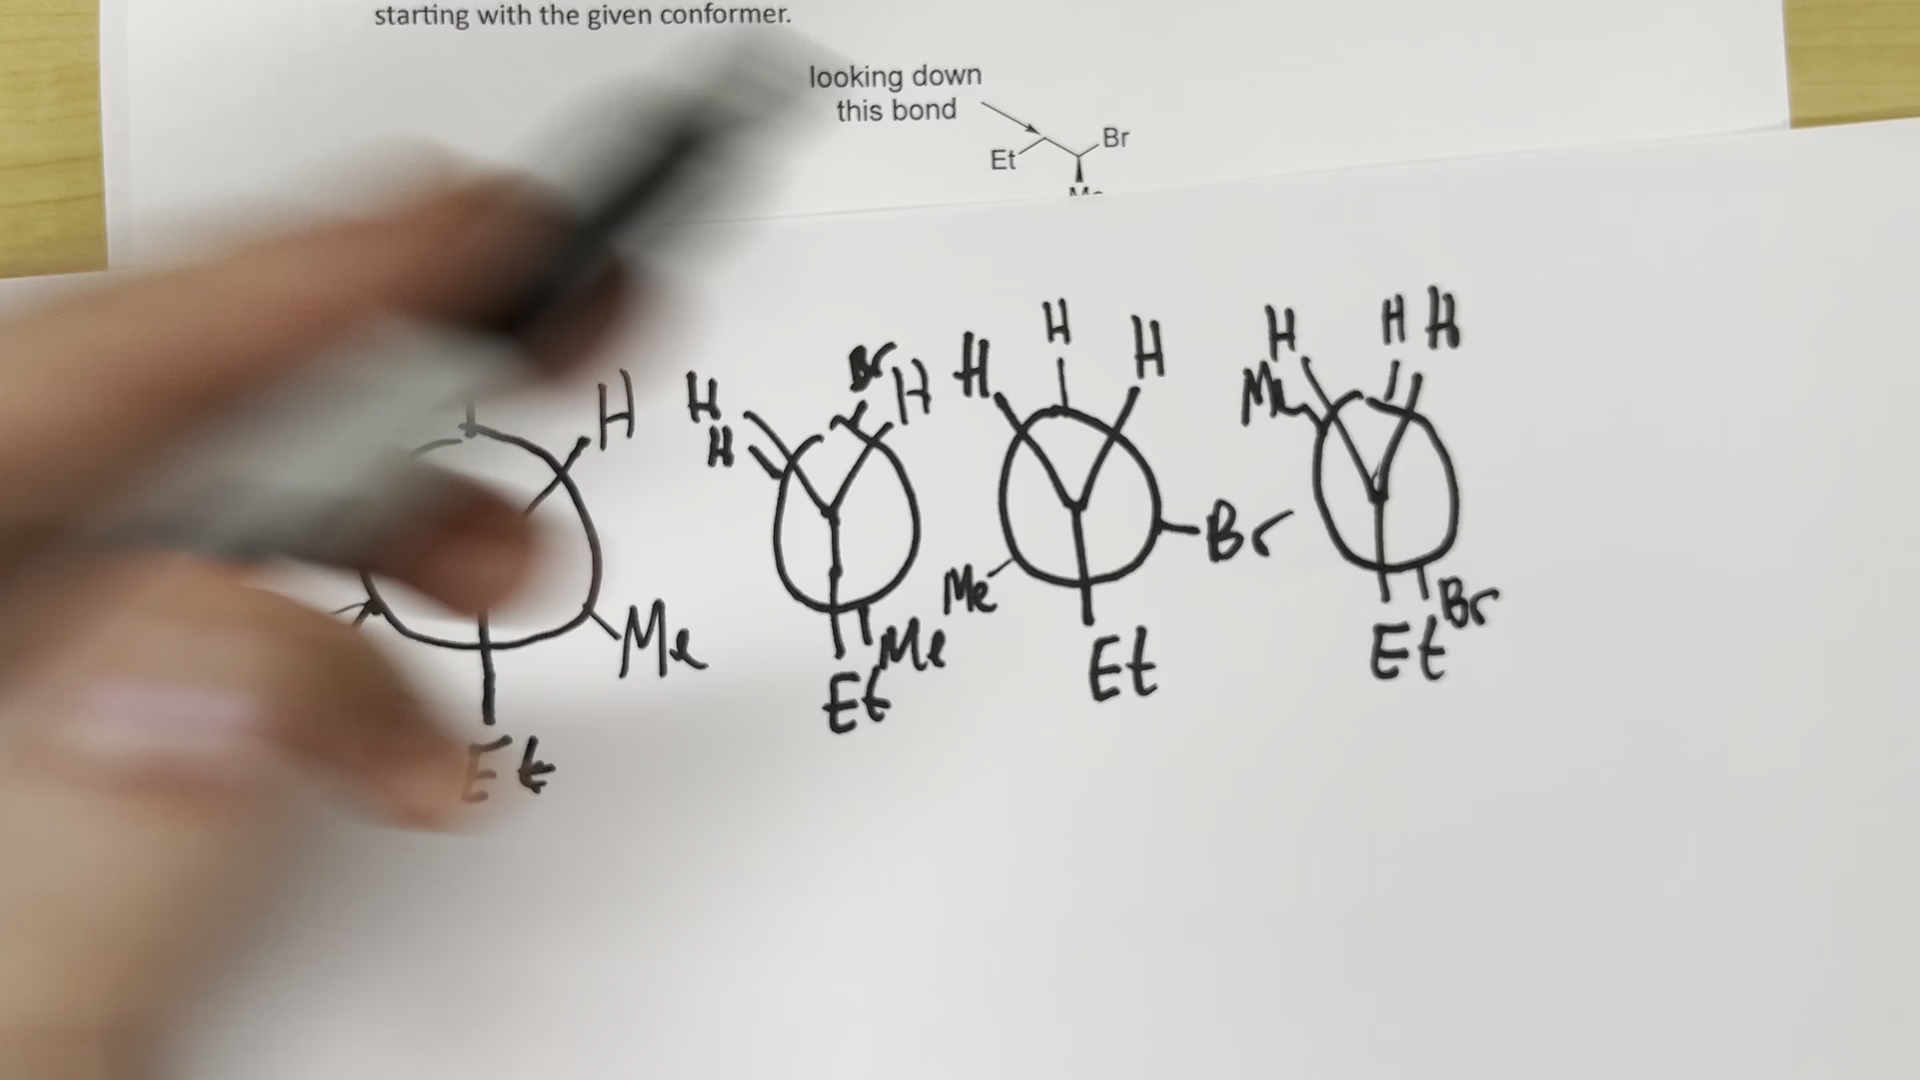 starting with the given conformer.
looking down
this bond
Br
Et
H
Me
Et
H
H
Br
H
Me
Et
H
H
H
Br
Me
Et
H
Me
H
H
Br
Et